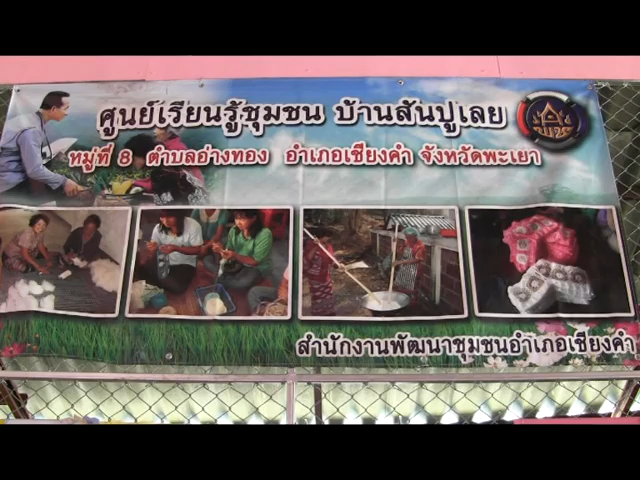 ศูนย์เรียนรู้ชุมชน บ้านสันปูเลย
หมู่ที่ 8 ตำบลอ่างทอง อำเภอเชียงคำ จังหวัดพะเยา
สำนักงานพัฒนาชุมชนอำเภอเชียงคำ